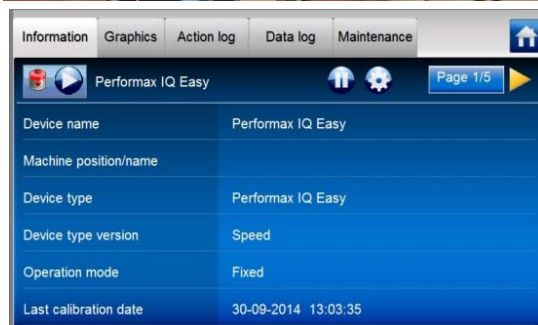 Information Graphics Action log Data log Maintenance
Performax IQ Easy Page 1/5
Device name Performax IQ Easy
Machine position/name
Device type Performax IQ Easy
Device type version Speed
Operation mode Fixed
Last calibration date 30-09-2014 13:03:35